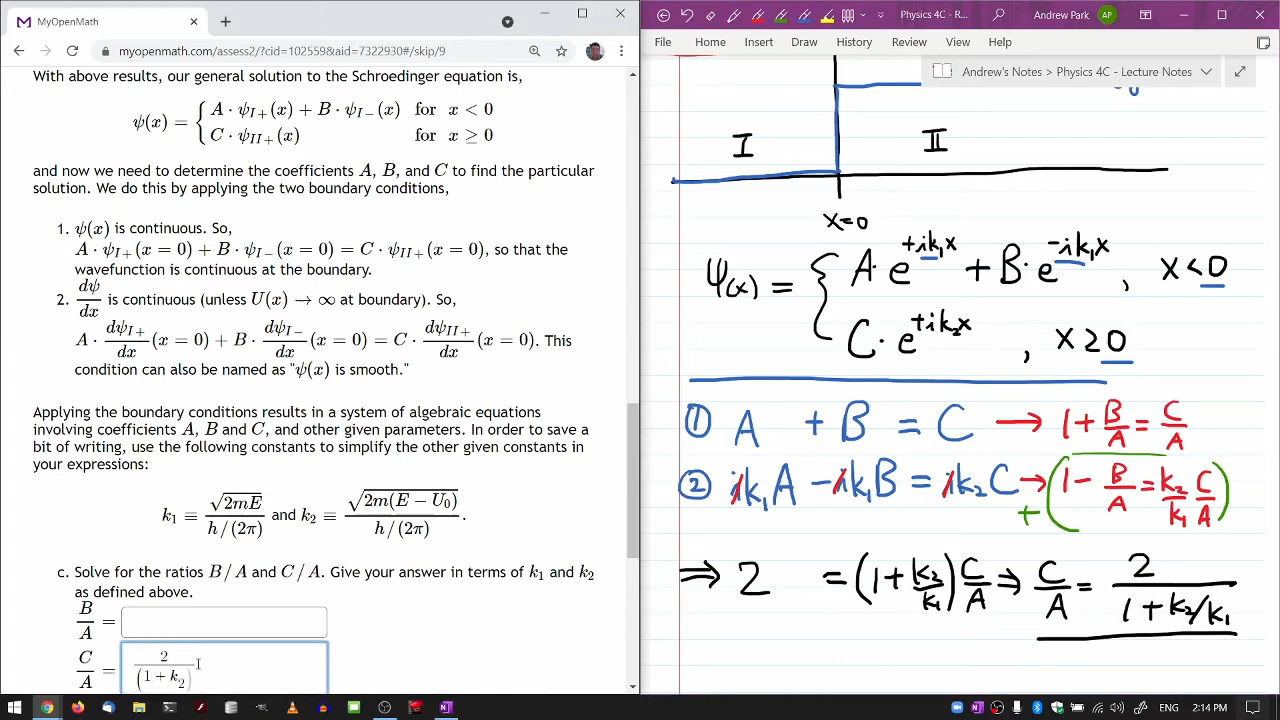 MyOpenMath
myopenmath.com/assess2/?cid=102559&aid=7322930#/skip/9
With above results, our general solution to the Schroedinger equation is,
ψ(x) = { A · ψ_{I+}(x) + B · ψ_{I−}(x) for x < 0
C · ψ_{II+}(x) for x ≥ 0
and now we need to determine the coefficients A, B, and C to find the particular
solution. We do this by applying the two boundary conditions,
1. ψ(x) is continuous. So,
A · ψ_{I+}(x = 0) + B · ψ_{I−}(x = 0) = C · ψ_{II+}(x = 0), so that the
wavefunction is continuous at the boundary.
2. dψ/dx is continuous (unless U(x) → ∞ at boundary). So,
A · dψ_{I+}/dx (x = 0) + B · dψ_{I−}/dx (x = 0) = C · dψ_{II+}/dx (x = 0). This
condition can also be named as "ψ(x) is smooth."
Applying the boundary conditions results in a system of algebraic equations
involving coefficients A, B and C, and other given parameters. In order to save a
bit of writing, use the following constants to simplify the other given constants in
your expressions:
k₁ ≡ √(2mE) / h/(2π) and k₂ ≡ √(2m(E − U₀)) / h/(2π).
c. Solve for the ratios B/A and C/A. Give your answer in terms of k₁ and k₂
as defined above.
B/A =
C/A = 2/(1 + k₂)
Physics 4C - R...
Andrew Park
AP
File Home Insert Draw History Review View Help
Andrew's Notes > Physics 4C - Lecture Notes
I II
x=0
ψ(x) = { A· e^{+ik₁x} + B· e^{−ik₁x} , x < 0
C· e^{+ik₂x} , x ≥ 0
① A + B = C → 1 + B/A = C/A
② ik₁A − ik₁B = ik₂C → + (1 − B/A = k₂/k₁ C/A)
⇒ 2 = (1 + k₂/k₁) C/A ⇒ C/A = 2/(1 + k₂/k₁)
2:14 PM